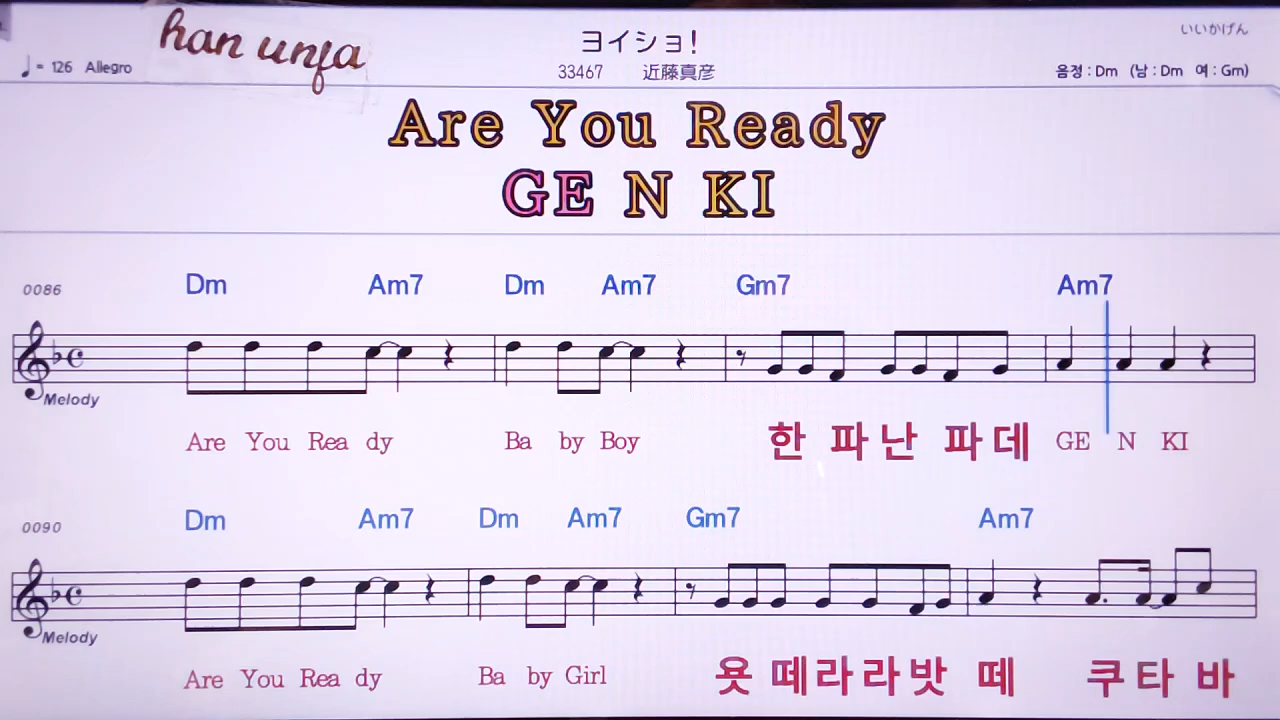 han unfa
ヨイショ!
いいかげん
♩= 126 Allegro
33467 近藤真彦
음정 : Dm (남 : Dm 여 : Gm)
Are You Ready
GE N KI
0086
Dm Am7 Dm Am7 Gm7 Am7
Melody
Are You Rea dy Ba by Boy 한 파 난 파 데 GE N KI
0090
Dm Am7 Dm Am7 Gm7 Am7
Melody
Are You Rea dy Ba by Girl 욧 떼 라 라 밧 떼 쿠 타 바